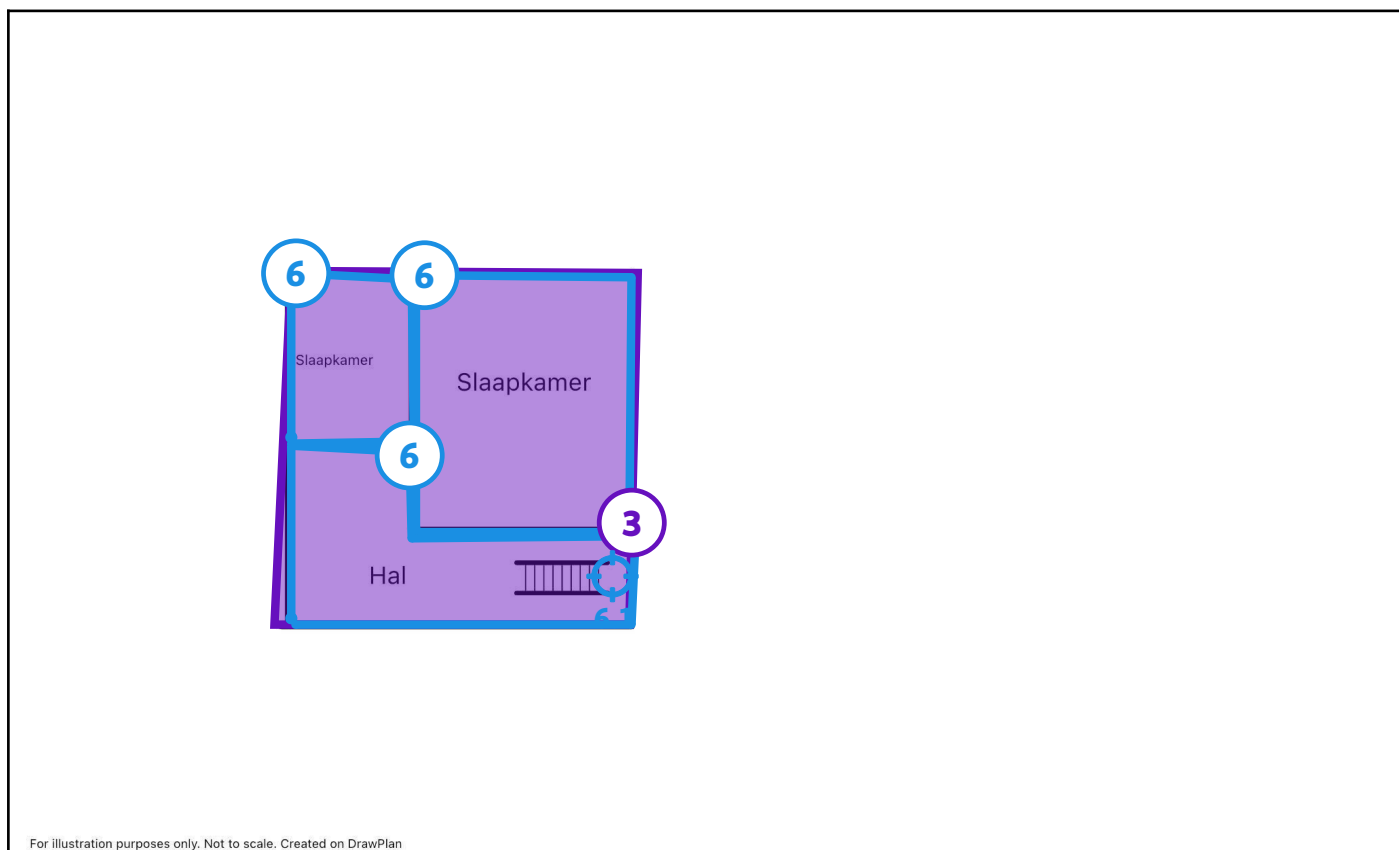 6
6
Slaapkamer
Slaapkamer
6
3
Hal
For illustration purposes only. Not to scale. Created on DrawPlan